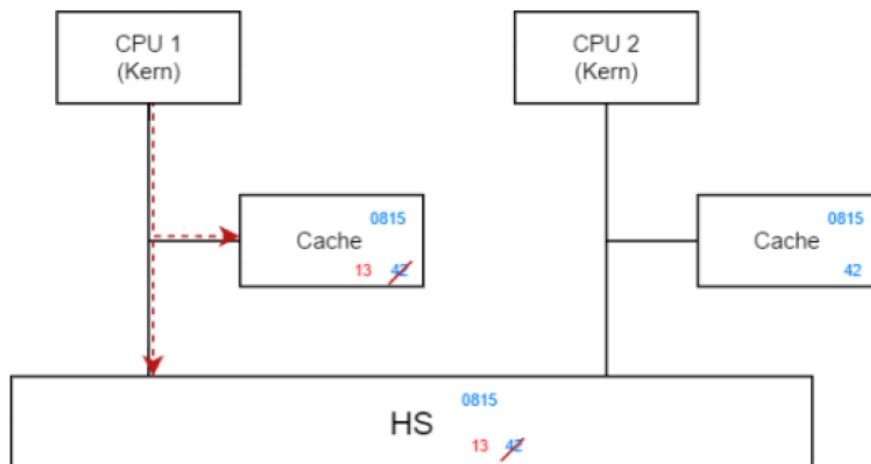 CPU 1
(Kern)
CPU 2
(Kern)
0815
Cache
13 42
0815
Cache
42
0815
HS
13 42